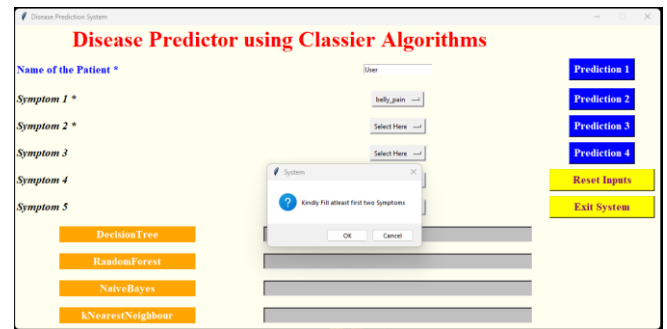 Disease Prediction System
Disease Predictor using Classier Algorithms
Name of the Patient *
User
Prediction 1
Symptom 1 *
belly_pain
Prediction 2
Symptom 2 *
Select Here
Prediction 3
Symptom 3
Select Here
Prediction 4
System
Symptom 4
Reset Inputs
Kindly Fill atleast first two Symptoms
Symptom 5
Exit System
OK
Cancel
DecisionTree
RandomForest
NaiveBayes
kNearestNeighbour